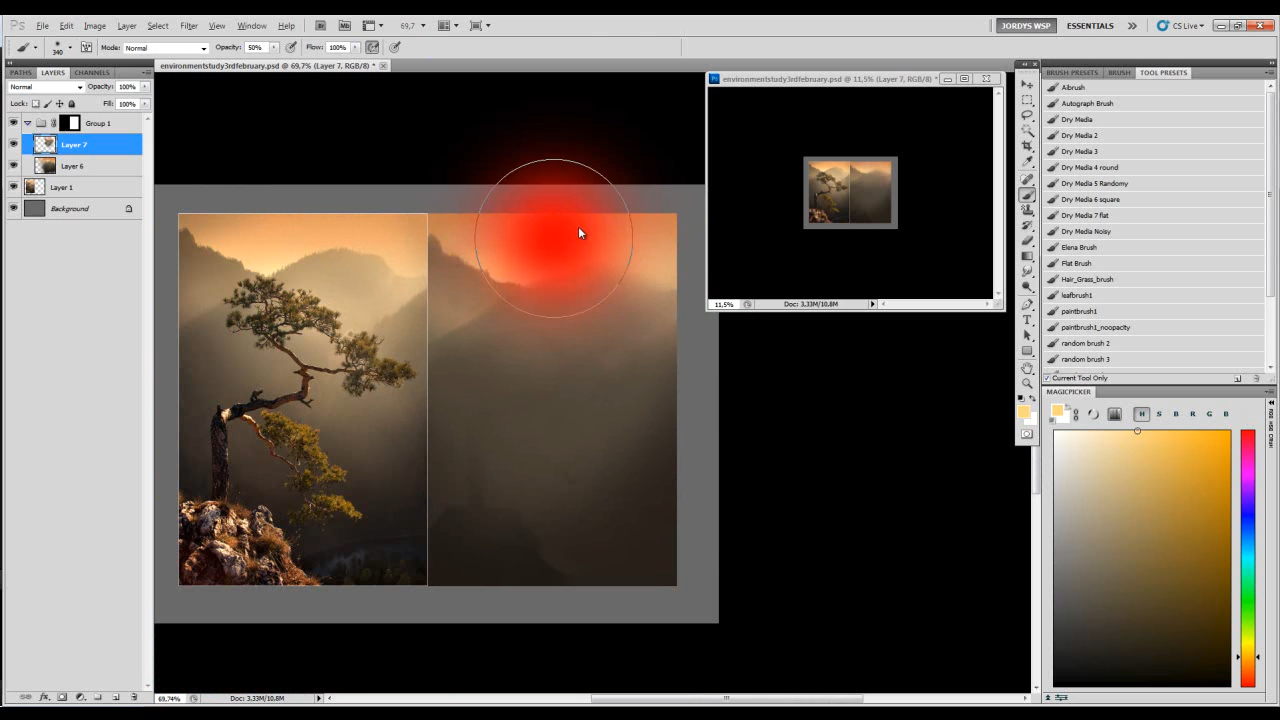 Ps File Edit Image Layer Select Filter View Window Help Br Mb 69,7 JORDYS WSP ESSENTIALS CS Live
340 Mode: Normal Opacity: 50% Flow: 100%
PATHS LAYERS CHANNELS
Normal Opacity: 100%
Lock: Fill: 100%
Group 1
Layer 7
Layer 6
Layer 1
Background
environmentstudy3rdfebruary.psd @ 69,7% (Layer 7, RGB/8) *
environmentstudy3rdfebruary.psd @ 11,5% (Layer 7, RGB/8) *
11,5% Doc: 3,33M/10,8M
69,74% Doc: 3,33M/10,8M
BRUSH PRESETS BRUSH TOOL PRESETS
Aibrush
Autograph Brush
Dry Media
Dry Media 2
Dry Media 3
Dry Media 4 round
Dry Media 5 Randomy
Dry Media 6 square
Dry Media 7 flat
Dry Media Noisy
Elena Brush
Flat Brush
Hair_Grass_brush
leafbrush1
paintbrush1
paintbrush1_noopacity
random brush 2
random brush 3
Current Tool Only
MAGICPICKER
H S B R G B